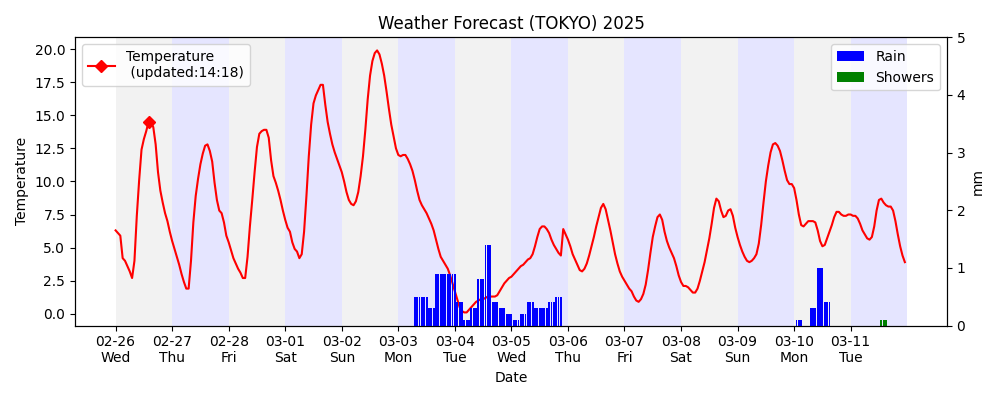 Weather Forecast (TOKYO) 2025
Temperature
(updated:14:18)
Rain
Showers
20.0
17.5
15.0
12.5
10.0
7.5
5.0
2.5
0.0
Temperature
5
4
3
2
1
0
mm
02-26 02-27 02-28 03-01 03-02 03-03 03-04 03-05 03-06 03-07 03-08 03-09 03-10 03-11
Wed Thu Fri Sat Sun Mon Tue Wed Thu Fri Sat Sun Mon Tue
Date